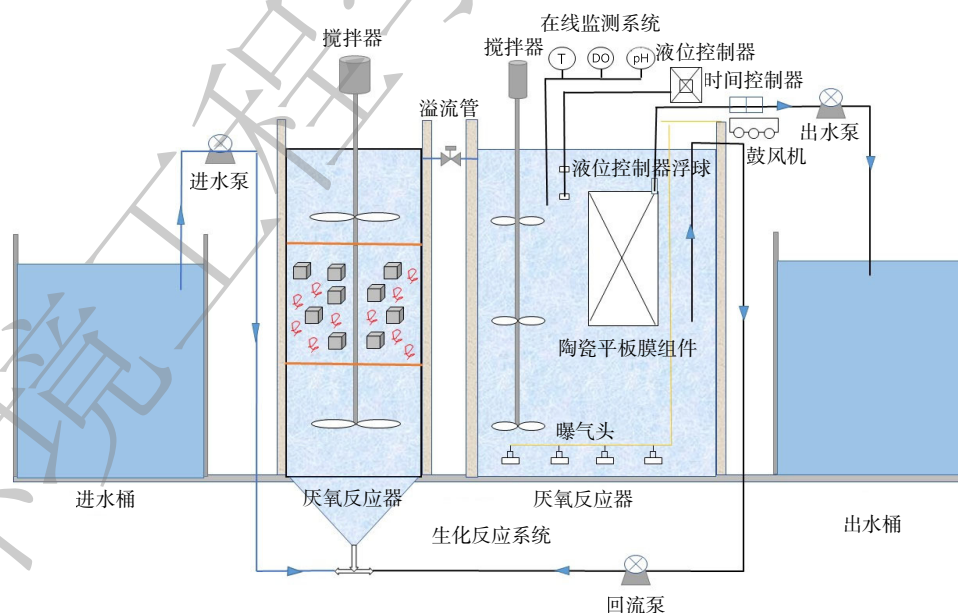 在线监测系统
搅拌器
搅拌器
T
DO
pH
液位控制器
时间控制器
溢流管
进水泵
出水泵
鼓风机
液位控制器浮球
陶瓷平板膜组件
曝气头
进水桶
厌氧反应器
厌氧反应器
出水桶
生化反应系统
回流泵
境工程学